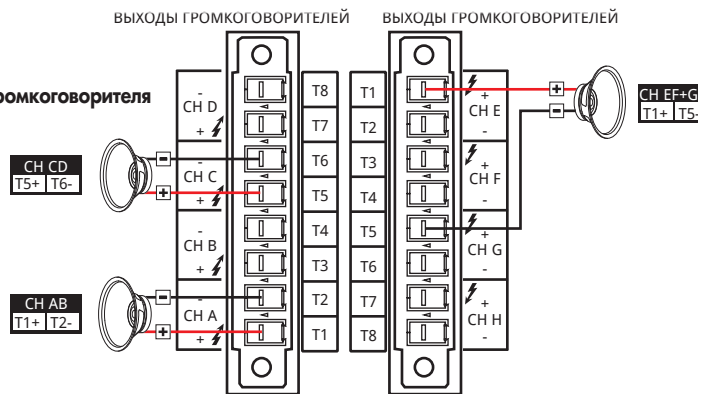 ВЫХОДЫ ГРОМКОГОВОРИТЕЛЕЙ
ВЫХОДЫ ГРОМКОГОВОРИТЕЛЕЙ
ромкоговорителя
CH CD
T5+ T6-
CH AB
T1+ T2-
-
CH D
+
-
CH C
+
-
CH B
+
-
CH A
+
T8
T7
T6
T5
T4
T3
T2
T1
T1
T2
T3
T4
T5
T6
T7
T8
+
CH E
-
+
CH F
-
+
CH G
-
+
CH H
-
CH EF+G
T1+ T5-